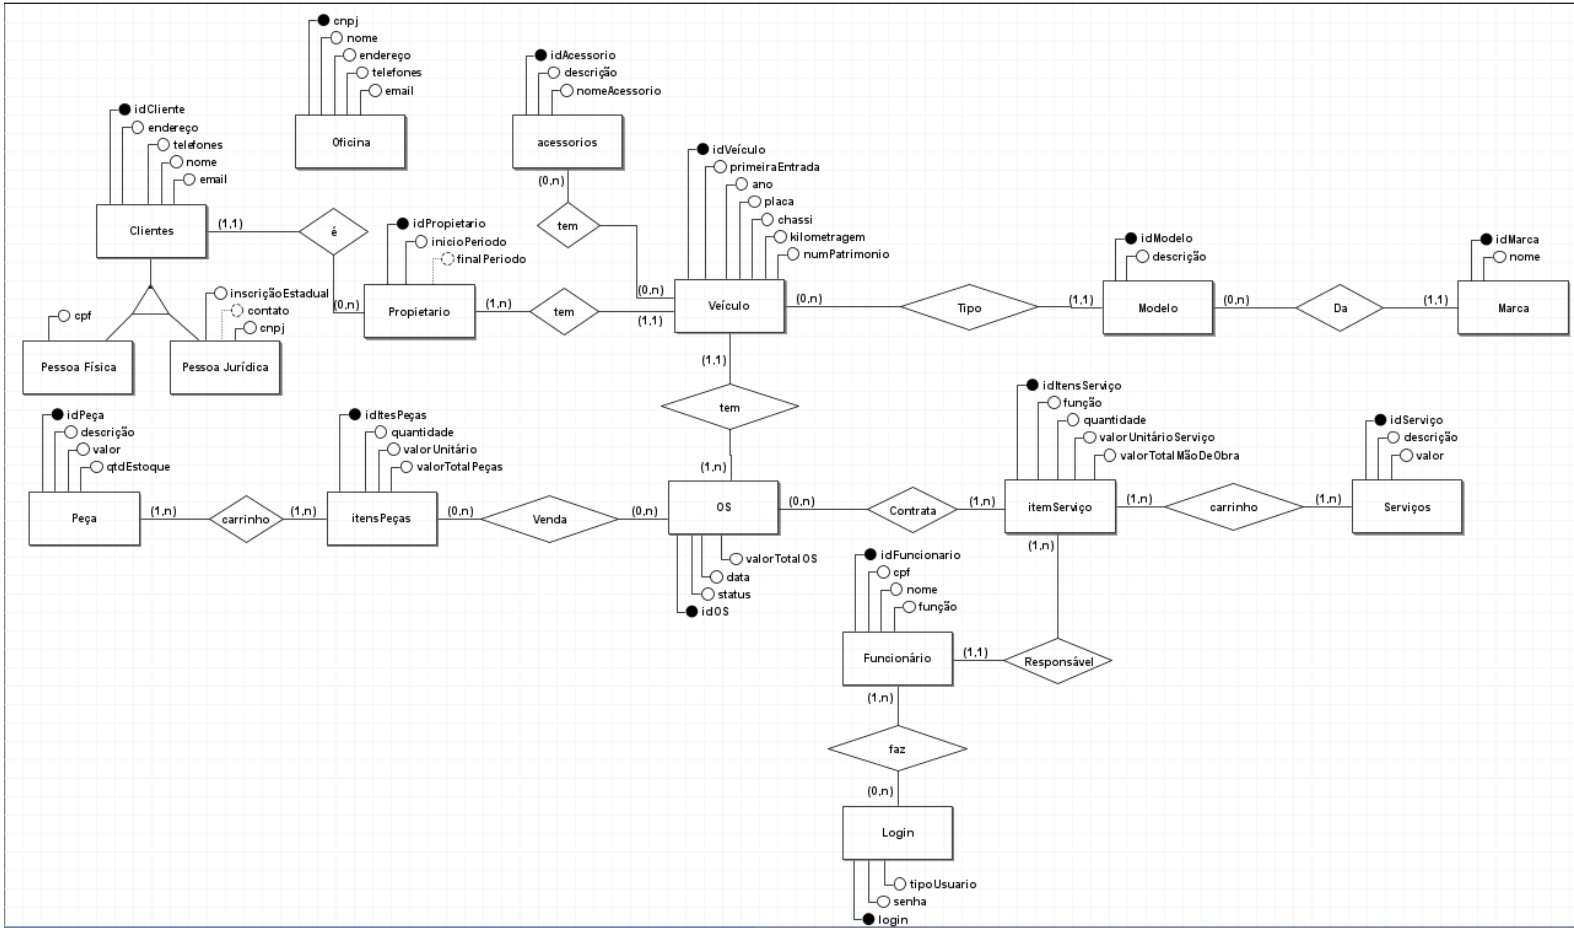 cnpj
nome
endereço
telefones
email
Oficina
idAcessorio
descrição
nomeAcessorio
acessorios
(0,n)
tem
(0,n)
idCliente
endereço
telefones
nome
email
Clientes
(1,1)
é
(0,n)
cpf
Pessoa Física
inscriçãoEstadual
contato
cnpj
Pessoa Jurídica
idPropietario
inicioPeriodo
finalPeriodo
Propietario
(1,n)
tem
(1,1)
idVeículo
primeiraEntrada
ano
placa
chassi
kilometragem
numPatrimonio
Veículo
(0,n)
Tipo
(1,1)
idModelo
descrição
Modelo
(0,n)
Da
(1,1)
idMarca
nome
Marca
(1,1)
tem
(1,n)
idPeça
descrição
valor
qtdEstoque
Peça
(1,n)
carrinho
(1,n)
idItesPeças
quantidade
valorUnitário
valorTotalPeças
itensPeças
(0,n)
Venda
(0,n)
OS
valorTotalOS
data
status
idOS
(0,n)
Contrata
(1,n)
idItensServiço
função
quantidade
valorUnitárioServiço
valorTotalMãoDeObra
itemServiço
(1,n)
carrinho
(1,n)
idServiço
descrição
valor
Serviços
(1,n)
Responsável
(1,1)
idFuncionario
cpf
nome
função
Funcionário
(1,n)
faz
(0,n)
Login
tipoUsuario
senha
login